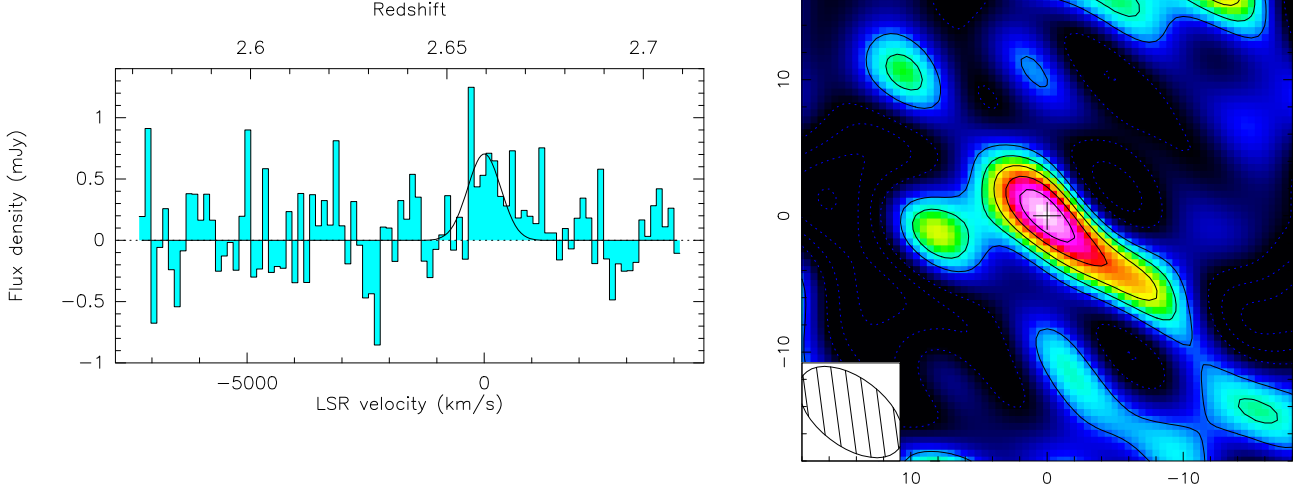 Redshift
2.6 2.65 2.7
Flux density (mJy)
1
0.5
0
−0.5
−1
−5000 0
LSR velocity (km/s)
10
0
−10
10 0 −10